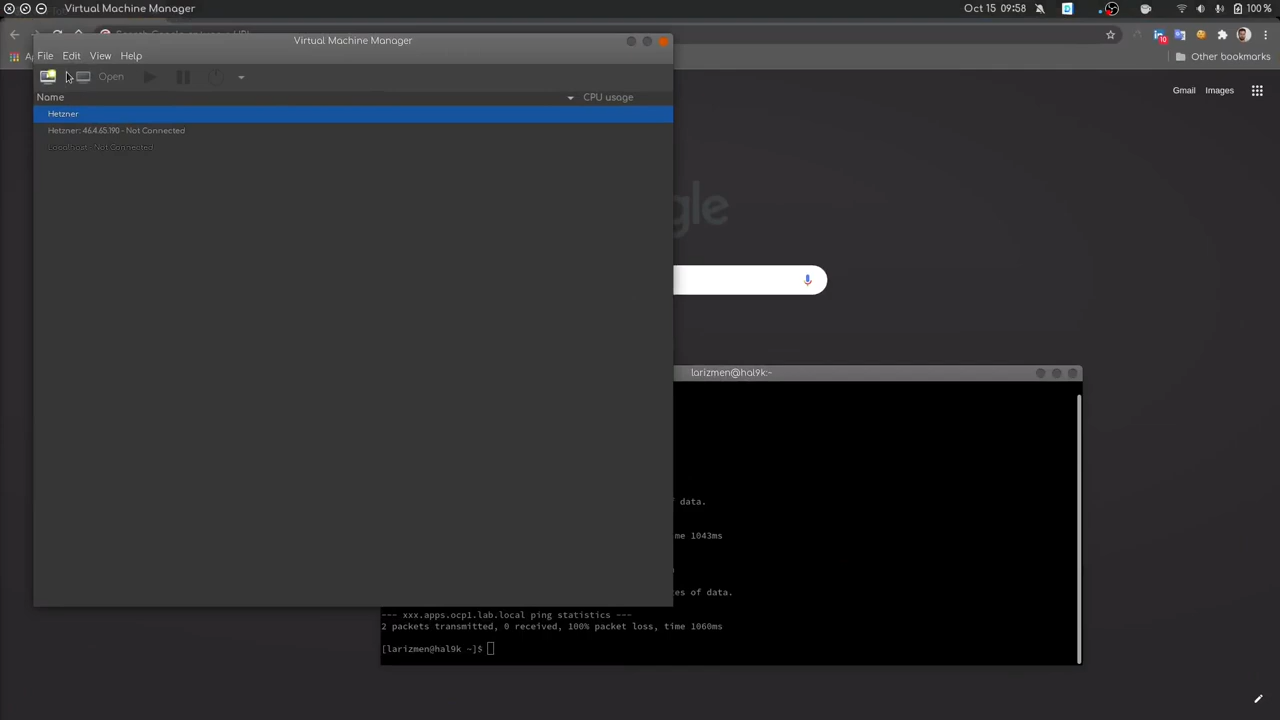 Virtual Machine Manager
Oct 15 09:58
100 %
Virtual Machine Manager
File Edit View Help
Open
Name
CPU usage
Hetzner
Hetzner: 46.4.65.190 - Not Connected
Localhost - Not Connected
10
Other bookmarks
Gmail Images
gle
larizmen@hal9k:~
data.
me 1043ms
es of data.
--- xxx.apps.ocp1.lab.local ping statistics ---
2 packets transmitted, 0 received, 100% packet loss, time 1060ms
[larizmen@hal9k ~]$